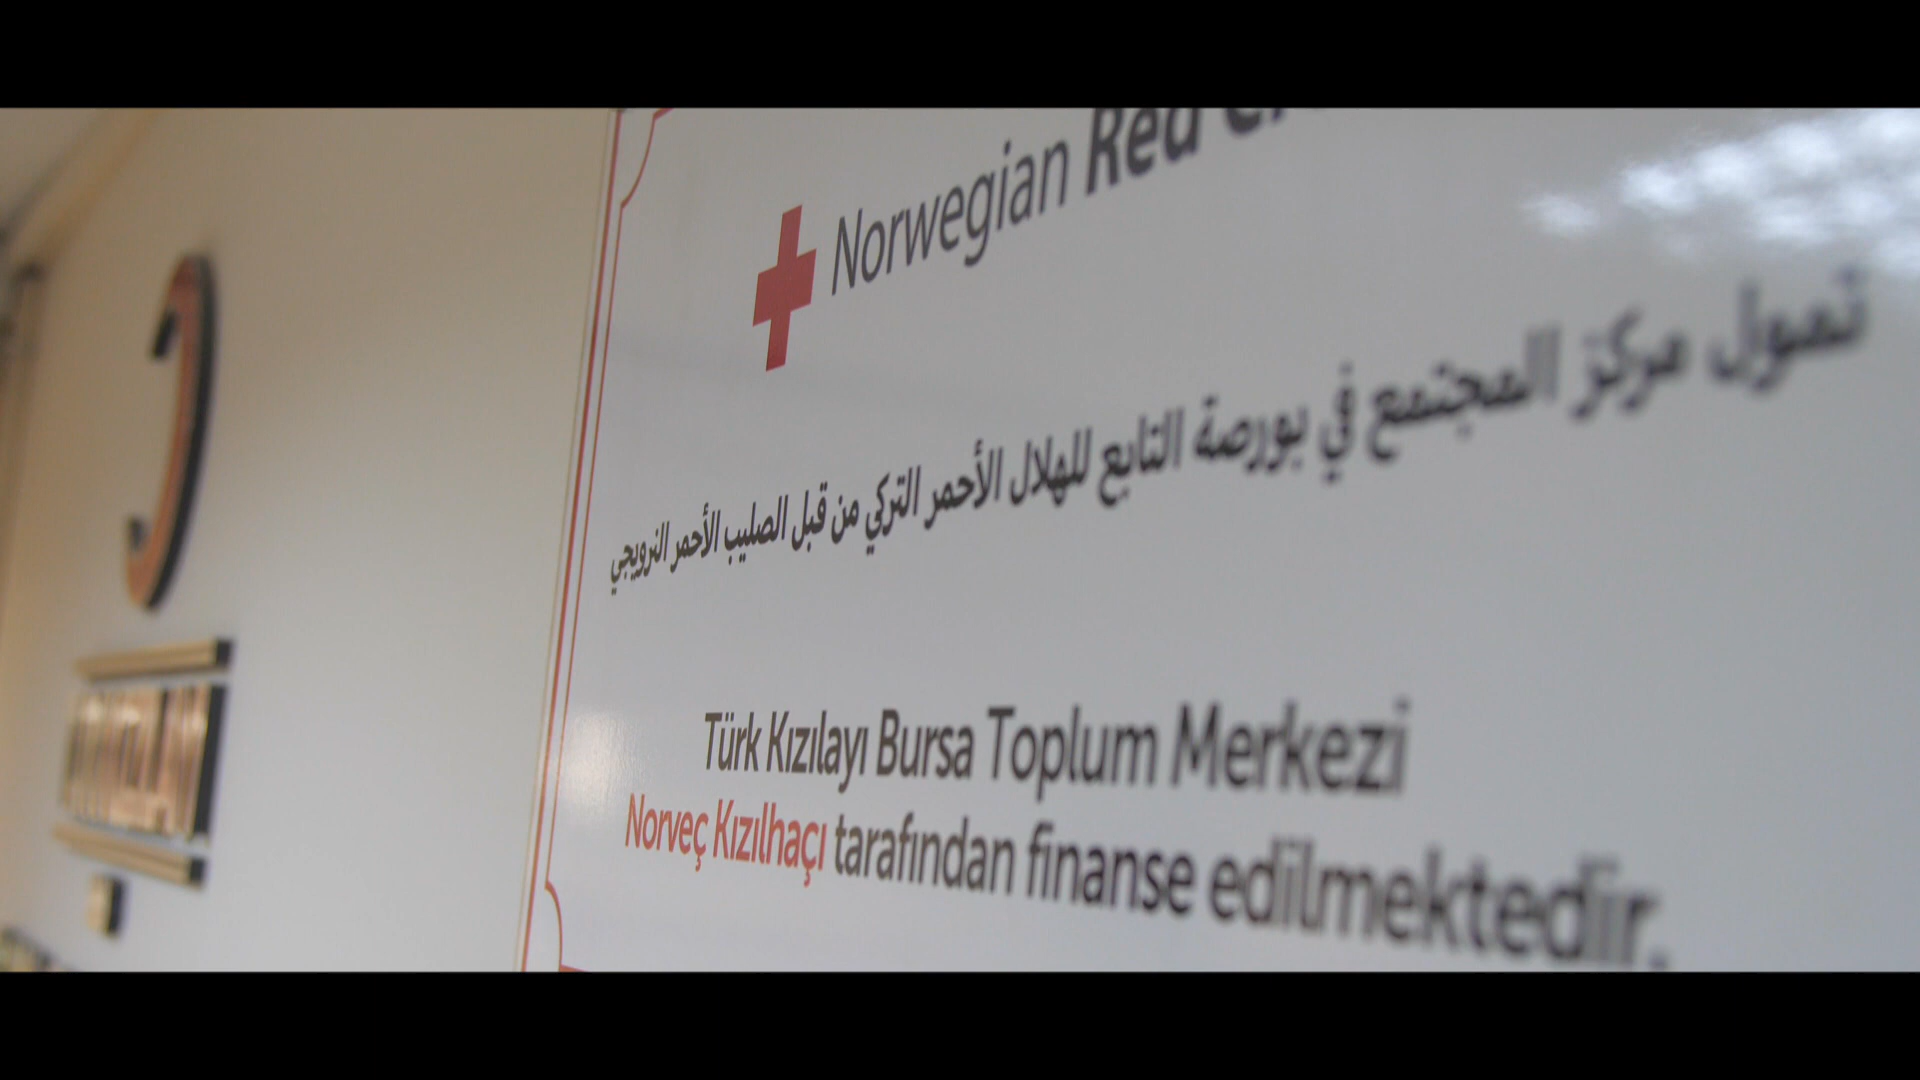 Norwegian Red
تمول مركز المجتمع في بورصة التابع للهلال الأحمر التركي من قبل الصليب الأحمر النرويجي
Türk Kızılayı Bursa Toplum Merkezi
Norveç Kızılhaçı tarafından finanse edilmektedir.